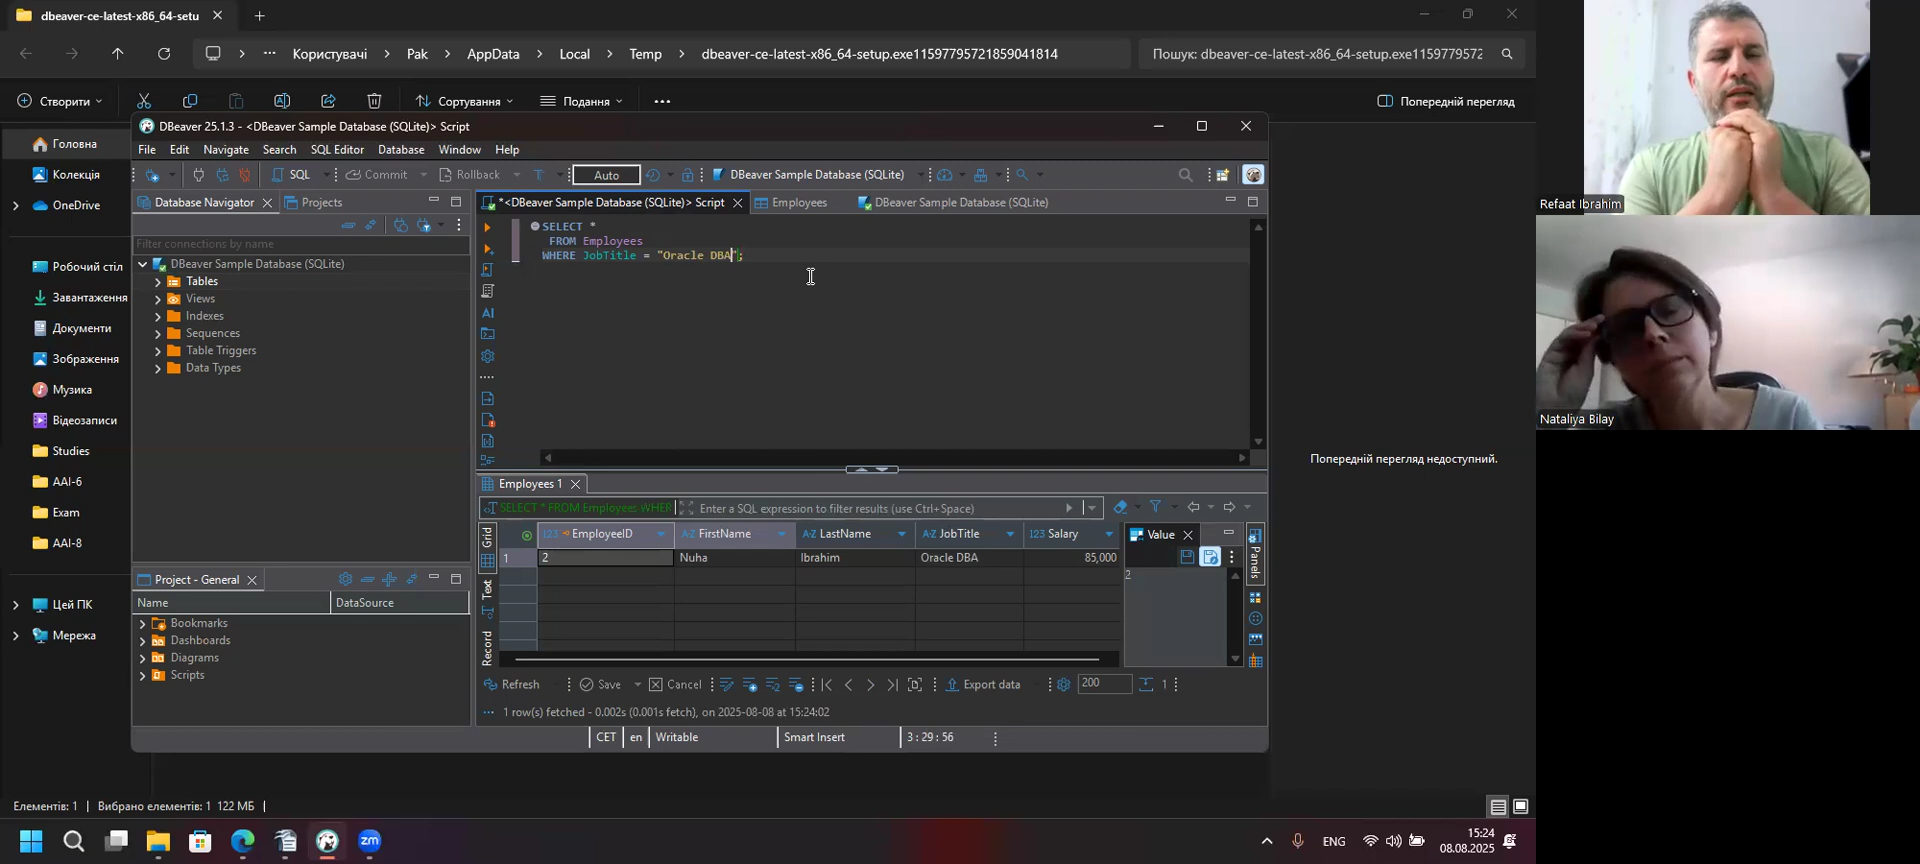 dbeaver-ce-latest-x86_64-setu
Користувачі
Pak
AppData
Local
Temp
dbeaver-ce-latest-x86_64-setup.exe11597795721859041814
Пошук: dbeaver-ce-latest-x86_64-setup.exe1159779572
Створити
Сортування
Подання
Попередній перегляд
Головна
Колекція
OneDrive
Робочий стіл
Завантаження
Документи
Зображення
Музика
Відеозаписи
Studies
AAI-6
Exam
AAI-8
Цей ПК
Мережа
DBeaver 25.1.3 - <DBeaver Sample Database (SQLite)> Script
File Edit Navigate Search SQL Editor Database Window Help
SQL Commit Rollback T Auto DBeaver Sample Database (SQLite)
Database Navigator Projects
Filter connections by name
DBeaver Sample Database (SQLite)
Tables
Views
Indexes
Sequences
Table Triggers
Data Types
Project - General
Name DataSource
Bookmarks
Dashboards
Diagrams
Scripts
*<DBeaver Sample Database (SQLite)> Script Employees DBeaver Sample Database (SQLite)
SELECT *
FROM Employees
WHERE JobTitle = "Oracle DBA";
AI
Employees 1
SELECT * FROM Employees WHER Enter a SQL expression to filter results (use Ctrl+Space)
Grid
Text
Record
123 EmployeeID A-Z FirstName A-Z LastName A-Z JobTitle 123 Salary
1 2 Nuha Ibrahim Oracle DBA 85,000
Value
2
Panels
Refresh Save Cancel Export data 200 1
1 row(s) fetched - 0.002s (0.001s fetch), on 2025-08-08 at 15:24:02
CET en Writable Smart Insert 3 : 29 : 56
Попередній перегляд недоступний.
Елементів: 1 Вибрано елементів: 1 122 МБ
zm
ENG
15:24
08.08.2025
Refaat Ibrahim
Nataliya Bilay